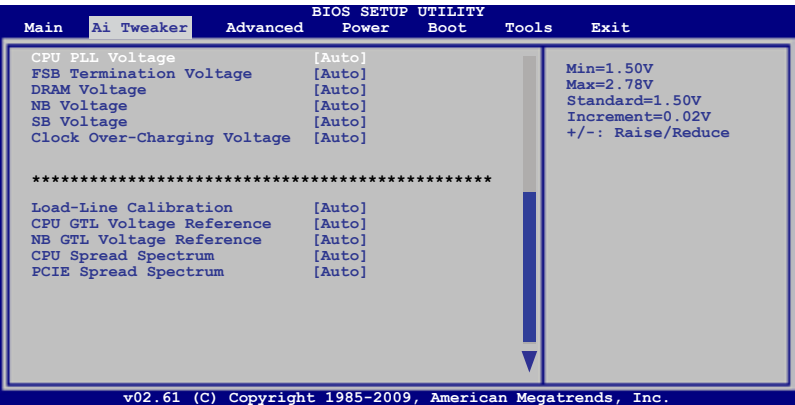 BIOS SETUP UTILITY
Main Ai Tweaker Advanced Power Boot Tools Exit
CPU PLL Voltage [Auto]
FSB Termination Voltage [Auto]
DRAM Voltage [Auto]
NB Voltage [Auto]
SB Voltage [Auto]
Clock Over-Charging Voltage [Auto]
************************************************
Load-Line Calibration [Auto]
CPU GTL Voltage Reference [Auto]
NB GTL Voltage Reference [Auto]
CPU Spread Spectrum [Auto]
PCIE Spread Spectrum [Auto]
Min=1.50V
Max=2.78V
Standard=1.50V
Increment=0.02V
+/-: Raise/Reduce
v02.61 (C) Copyright 1985-2009, American Megatrends, Inc.